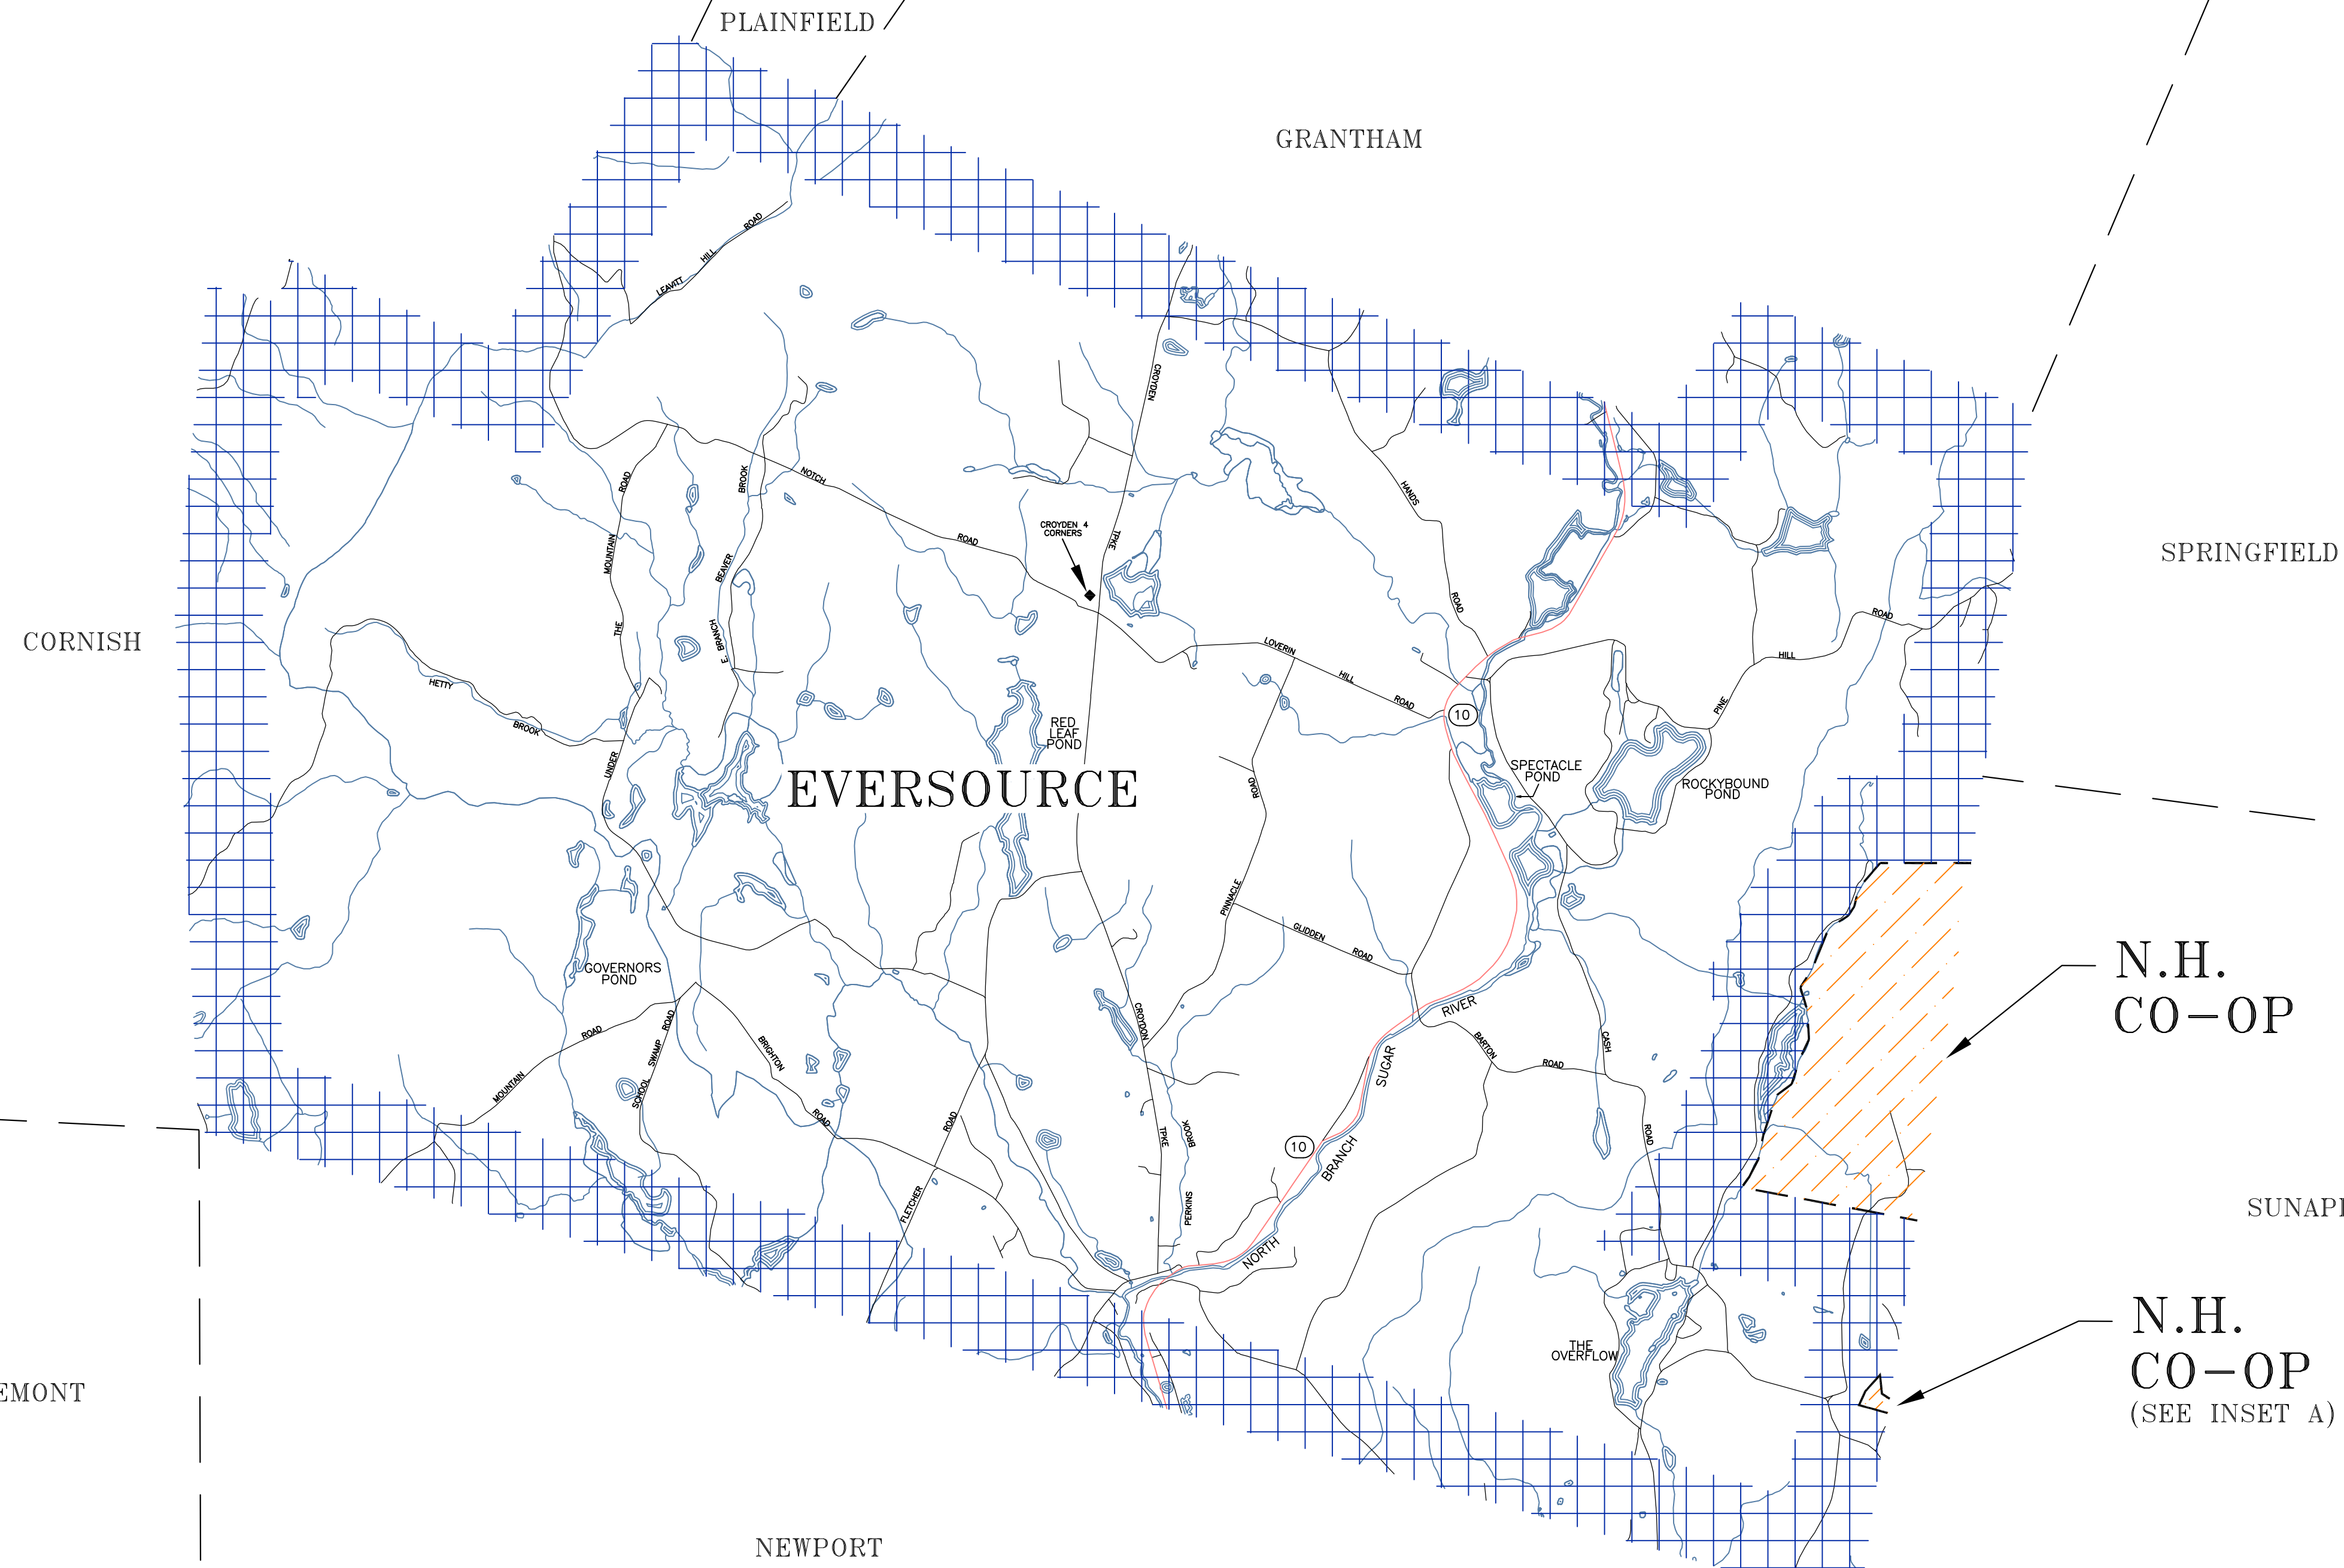 PLAINFIELD
GRANTHAM
SPRINGFIELD
CORNISH
LEAVITT HILL ROAD
CROYDEN
TPKE
NOTCH
ROAD
CROYDEN 4
CORNERS
HANDS
ROAD
BROOK
BEAVER
E. BRANCH
ROAD
MOUNTAIN
THE
UNDER
HETTY
BROOK
LOVERIN
HILL
ROAD
10
ROAD
HILL
PINE
RED
LEAF
POND
EVERSOURCE
SPECTACLE
POND
ROCKYBOUND
POND
ROAD
PINNACLE
GLIDDEN
ROAD
GOVERNORS
POND
N.H.
CO-OP
MOUNTAIN
ROAD
SCHOOL SWAMP ROAD
BRIGHTON
ROAD
CROYDON
TPKE
RIVER
SUGAR
BRANCH
NORTH
BARTON
ROAD
CASH
ROAD
FLETCHER
ROAD
BROOK
PERKINS
10
SUNAPE
N.H.
CO-OP
(SEE INSET A)
THE
OVERFLOW
EMONT
NEWPORT